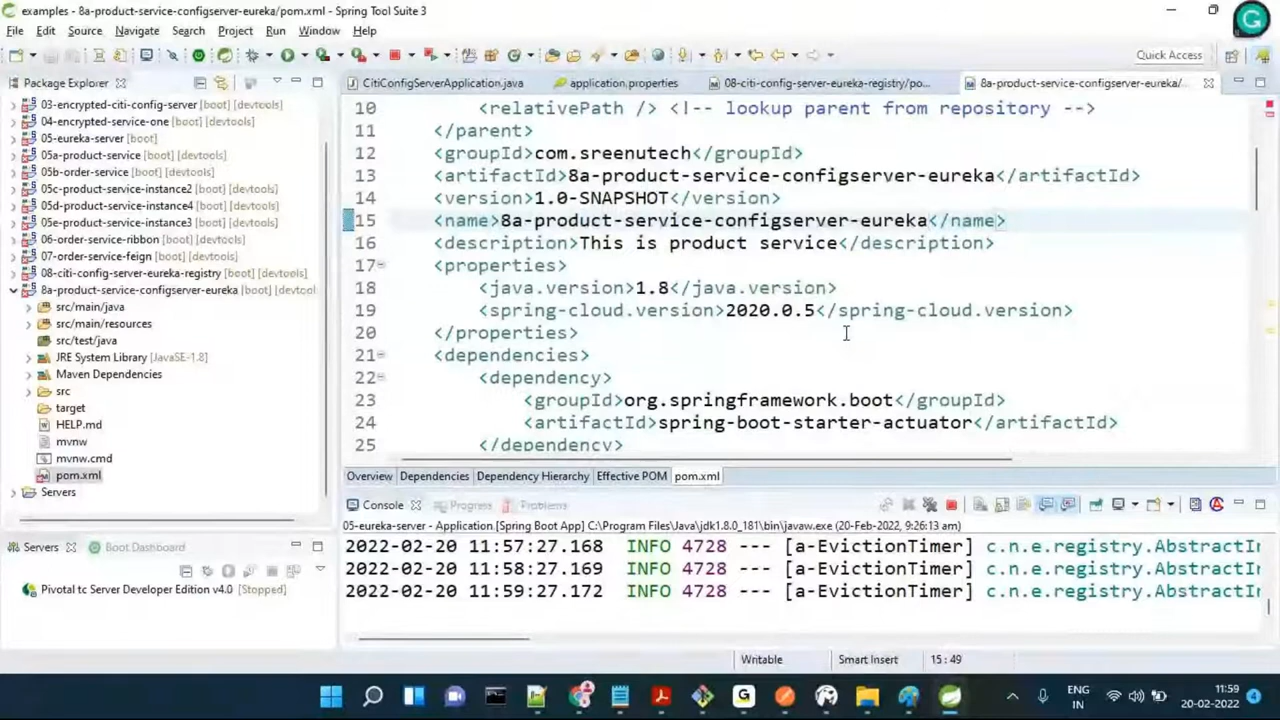 examples - 8a-product-service-configserver-eureka/pom.xml - Spring Tool Suite 3
File Edit Source Navigate Search Project Run Window Help
Quick Access
Package Explorer
03-encrypted-citi-config-server [boot] [devtools]
04-encrypted-service-one [boot] [devtools]
05-eureka-server [boot]
05a-product-service [boot] [devtools]
05b-order-service [boot] [devtools]
05c-product-service-instance2 [boot] [devtools]
05d-product-service-instance4 [boot] [devtools]
05e-product-service-instance3 [boot] [devtools]
06-order-service-ribbon [boot] [devtools]
07-order-service-feign [boot] [devtools]
08-citi-config-server-eureka-registry [boot] [devtools]
8a-product-service-configserver-eureka [boot] [devtool
src/main/java
src/main/resources
src/test/java
JRE System Library [JavaSE-1.8]
Maven Dependencies
src
target
HELP.md
mvnw
mvnw.cmd
pom.xml
Servers
Servers Boot Dashboard
Pivotal tc Server Developer Edition v4.0 [Stopped]
CitiConfigServerApplication.java application.properties 08-citi-config-server-eureka-registry/po... 8a-product-service-configserver-eureka/...
10 <relativePath /> <!-- lookup parent from repository -->
11 </parent>
12 <groupId>com.sreenutech</groupId>
13 <artifactId>8a-product-service-configserver-eureka</artifactId>
14 <version>1.0-SNAPSHOT</version>
15 <name>8a-product-service-configserver-eureka</name>
16 <description>This is product service</description>
17 <properties>
18 <java.version>1.8</java.version>
19 <spring-cloud.version>2020.0.5</spring-cloud.version>
20 </properties>
21 <dependencies>
22 <dependency>
23 <groupId>org.springframework.boot</groupId>
24 <artifactId>spring-boot-starter-actuator</artifactId>
25 </dependency>
Overview Dependencies Dependency Hierarchy Effective POM pom.xml
Console Progress Problems
05-eureka-server - Application [Spring Boot App] C:\Program Files\Java\jdk1.8.0_181\bin\javaw.exe (20-Feb-2022, 9:26:13 am)
2022-02-20 11:57:27.168 INFO 4728 --- [a-EvictionTimer] c.n.e.registry.AbstractIn
2022-02-20 11:58:27.169 INFO 4728 --- [a-EvictionTimer] c.n.e.registry.AbstractIn
2022-02-20 11:59:27.172 INFO 4728 --- [a-EvictionTimer] c.n.e.registry.AbstractIn
Writable Smart Insert 15 : 49
ENG
IN
11:59
20-02-2022